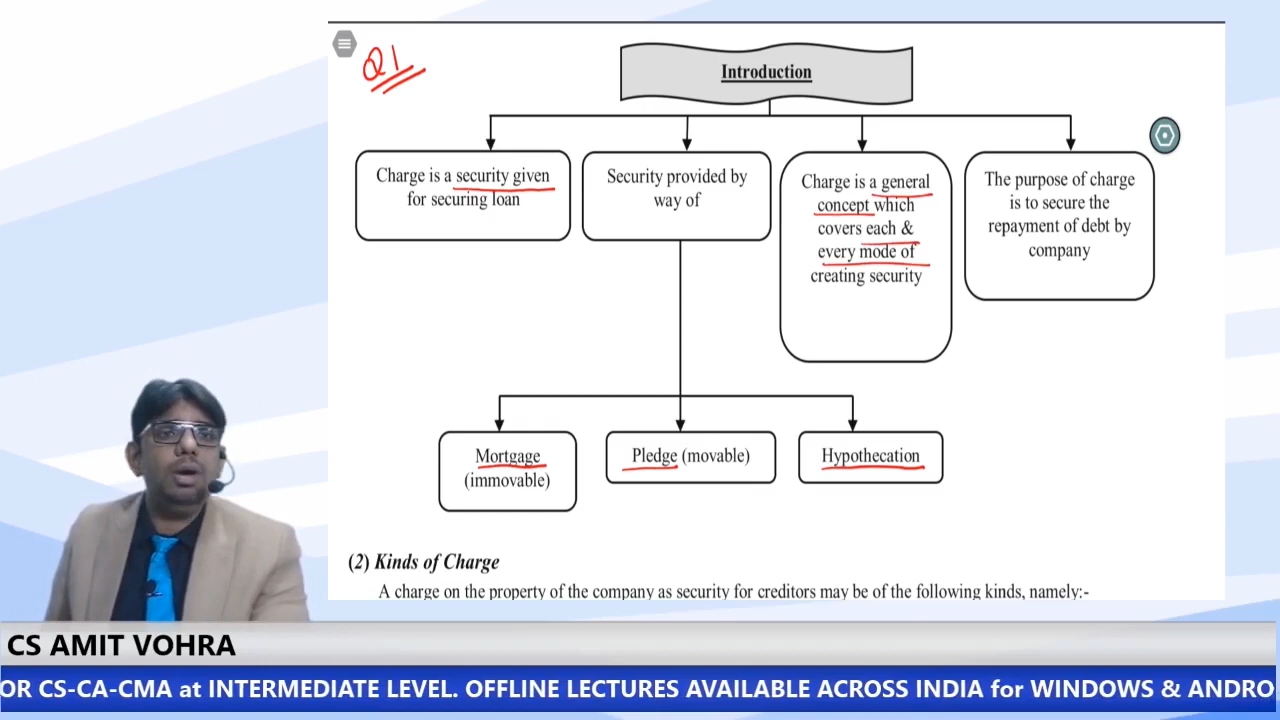 Q1
Introduction
Charge is a security given
for securing loan
Security provided by
way of
Charge is a general
concept which
covers each &
every mode of
creating security
The purpose of charge
is to secure the
repayment of debt by
company
Mortgage
(immovable)
Pledge (movable)
Hypothecation
(2) Kinds of Charge
A charge on the property of the company as security for creditors may be of the following kinds, namely:-
CS AMIT VOHRA
OR CS-CA-CMA at INTERMEDIATE LEVEL. OFFLINE LECTURES AVAILABLE ACROSS INDIA for WINDOWS & ANDRO